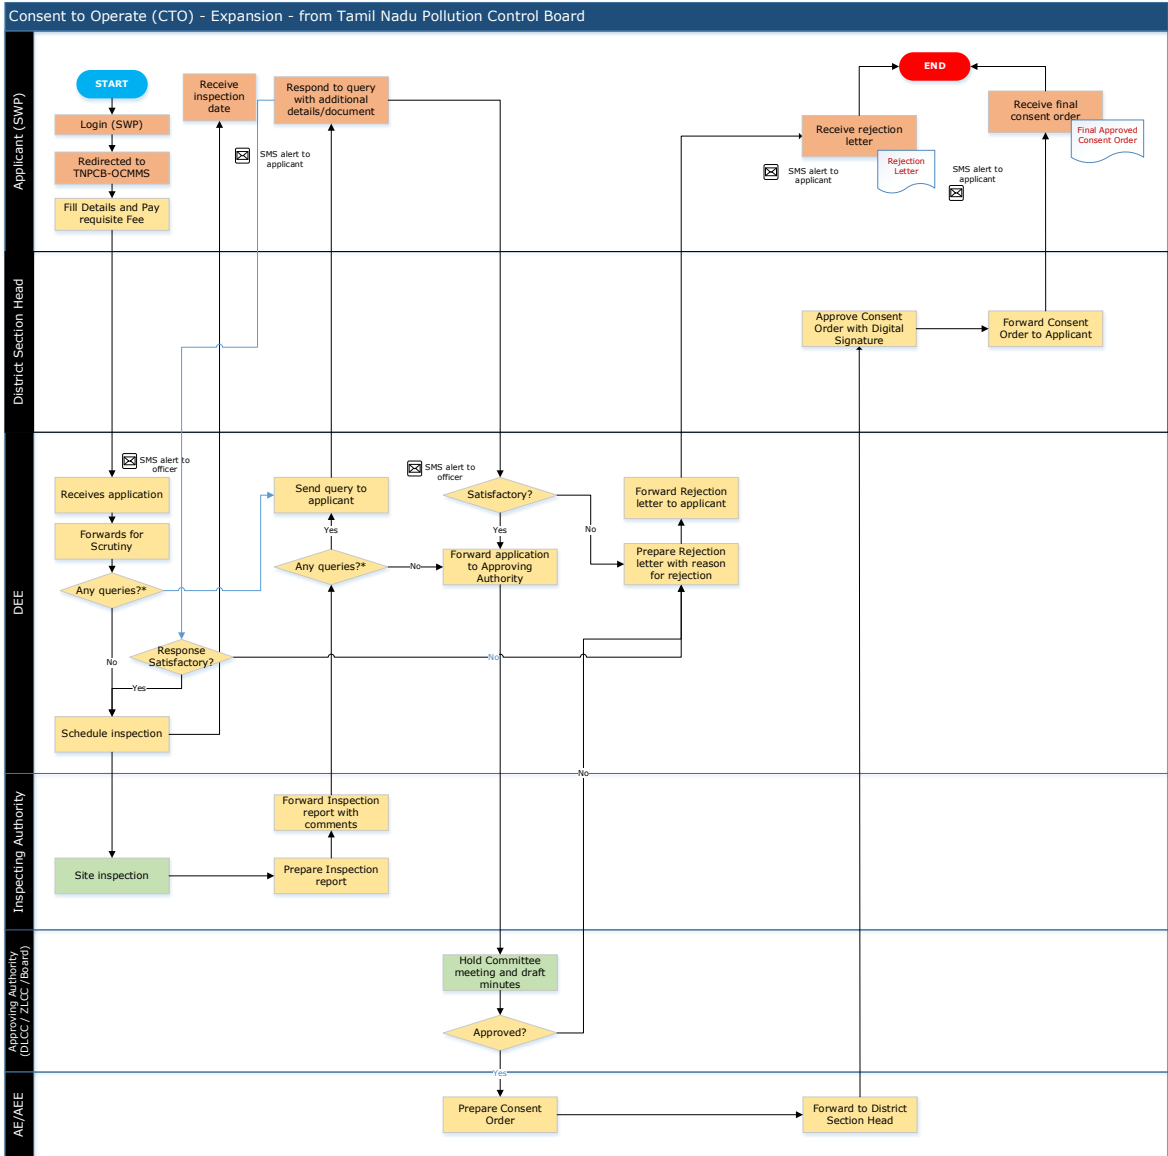 Consent to Operate (CTO) - Expansion - from Tamil Nadu Pollution Control Board
Applicant (SWP)
START
Login (SWP)
Redirected to
TNPCB-OCMMS
Fill Details and Pay
requisite Fee
Receive
inspection
date
SMS alert to
applicant
Respond to query
with additional
details/document
END
Receive rejection
letter
Rejection
Letter
SMS alert to
applicant
Receive final
consent order
Final Approved
Consent Order
SMS alert to
applicant
District Section Head
Approve Consent
Order with Digital
Signature
Forward Consent
Order to Applicant
DEE
SMS alert to
officer
Receives application
Forwards for
Scrutiny
Any queries?*
No
Response
Satisfactory?
Yes
No
Schedule inspection
Send query to
applicant
Yes
Any queries?*
No
SMS alert to
officer
Satisfactory?
Yes
No
Forward application
to Approving
Authority
Forward Rejection
letter to applicant
Prepare Rejection
letter with reason
for rejection
No
Inspecting Authority
Forward Inspection
report with
comments
Site inspection
Prepare Inspection
report
Approving Authority
(DLCC / ZLCC /Board)
Hold Committee
meeting and draft
minutes
Approved?
Yes
AE/AEE
Prepare Consent
Order
Forward to District
Section Head